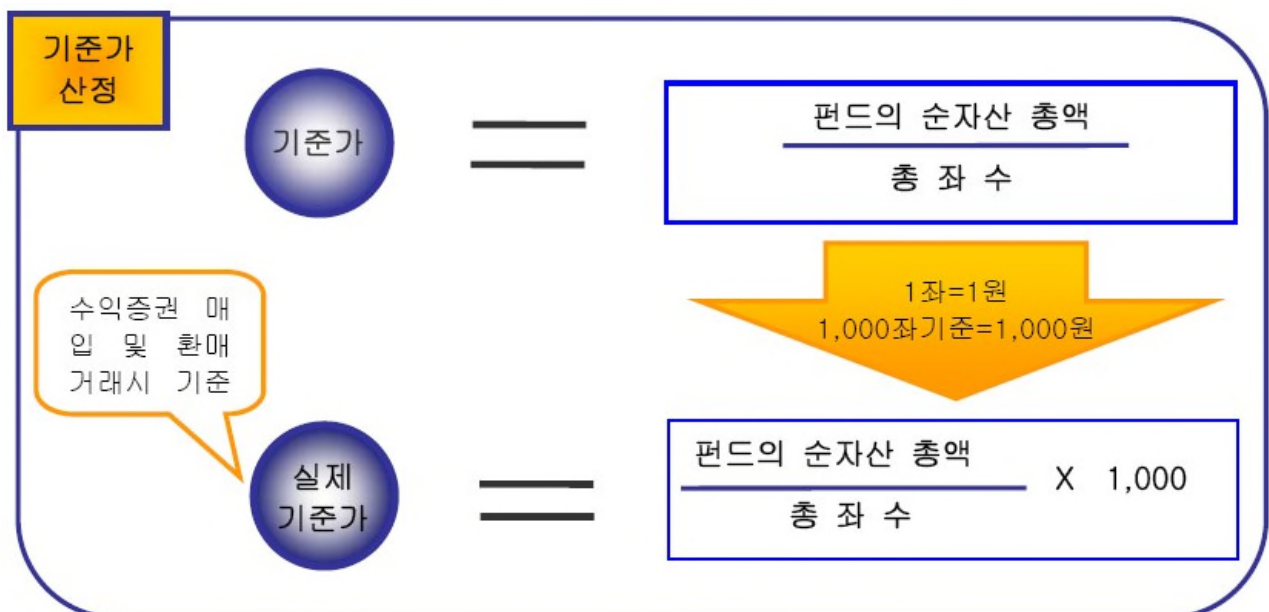 기준가
산정
기준가
펀드의 순자산 총액
총 좌 수
1좌=1원
1,000좌기준=1,000원
수익증권 매
입 및 환매
거래시 기준
실제
기준가
펀드의 순자산 총액
X 1,000
총 좌 수